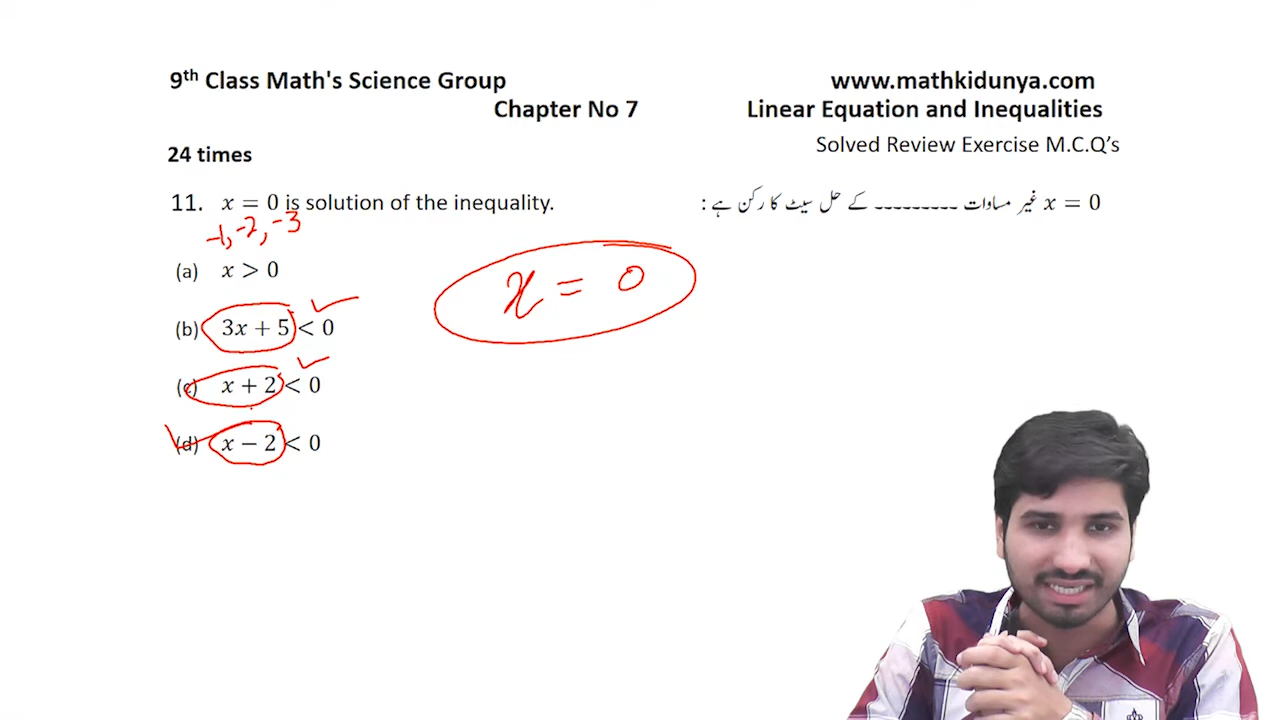 9th Class Math's Science Group
www.mathkidunya.com
Chapter No 7
Linear Equation and Inequalities
Solved Review Exercise M.C.Q’s
24 times
11. x = 0 is solution of the inequality.
x = 0 غیر مساوات --------- کے حل سیٹ کا رکن ہے :
-1, -2, -3
(a) x > 0
x = 0
(b) 3x + 5 < 0
(c) x + 2 < 0
(d) x − 2 < 0